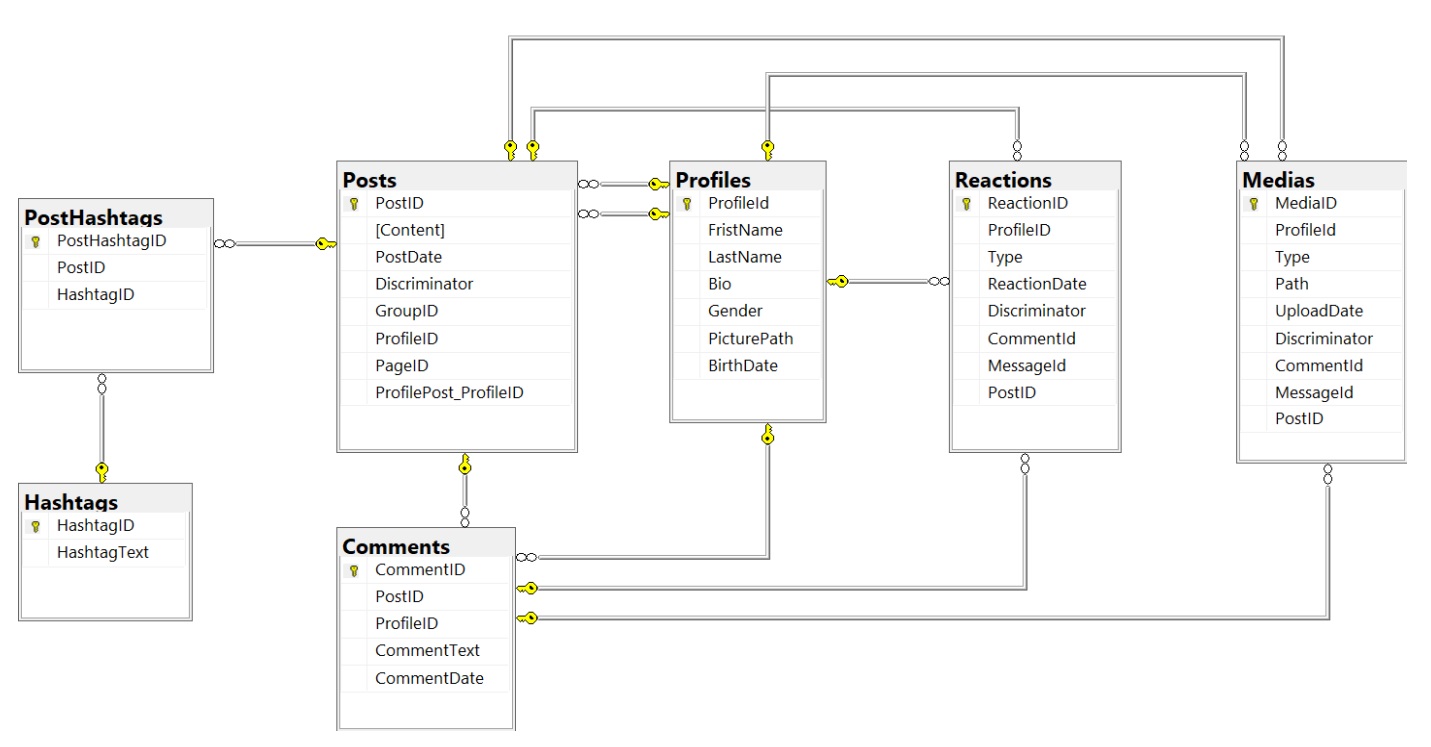 Posts
PostID
[Content]
PostDate
Discriminator
GroupID
ProfileID
PageID
ProfilePost_ProfileID
Profiles
ProfileId
FristName
LastName
Bio
Gender
PicturePath
BirthDate
Reactions
ReactionID
ProfileID
Type
ReactionDate
Discriminator
CommentId
MessageId
PostID
Medias
MediaID
ProfileId
Type
Path
UploadDate
Discriminator
CommentId
MessageId
PostID
PostHashtags
PostHashtagID
PostID
HashtagID
Hashtags
HashtagID
HashtagText
Comments
CommentID
PostID
ProfileID
CommentText
CommentDate